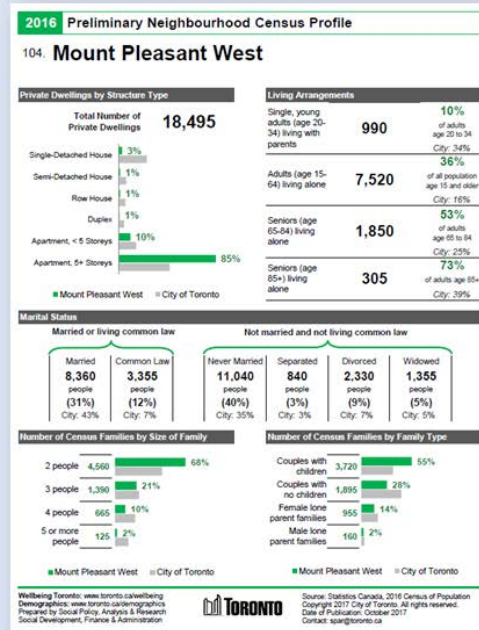 2016 Preliminary Neighbourhood Census Profile
104. Mount Pleasant West
Private Dwellings by Structure Type
Total Number of
Private Dwellings
18,495
Single-Detached House 3%
Semi-Detached House 1%
Row House 1%
Duplex 1%
Apartment, < 5 Storeys 10%
Apartment, 5+ Storeys 85%
Mount Pleasant West City of Toronto
Living Arrangements
Single, young
adults (age 20-
34) living with
parents
990
10%
of adults
age 20 to 34
City: 34%
Adults (age 15-
64) living alone
7,520
36%
of all population
age 15 and older
City: 16%
Seniors (age
65-84) living
alone
1,850
53%
of adults
age 65 to 84
City: 25%
Seniors (age
85+) living
alone
305
73%
of adults age 85+
City: 39%
Marital Status
Married or living common law
Not married and not living common law
Married Common Law Never Married Separated Divorced Widowed
8,360 3,355 11,040 840 2,330 1,355
people people people people people people
(31%) (12%) (40%) (3%) (9%) (5%)
City: 43% City: 7% City: 35% City: 3% City: 7% City: 5%
Number of Census Families by Size of Family
2 people 4,560 68%
3 people 1,390 21%
4 people 665 10%
5 or more
people
125 2%
Mount Pleasant West City of Toronto
Number of Census Families by Family Type
Couples with
children
3,720 55%
Couples with
no children
1,895 28%
Female lone
parent families
955 14%
Male lone
parent families
160 2%
Mount Pleasant West City of Toronto
Wellbeing Toronto: www.toronto.ca/wellbeing
Demographics: www.toronto.ca/demographics
Prepared by Social Policy, Analysis & Research
Social Development, Finance & Administration
TORONTO
Source: Statistics Canada, 2016 Census of Population
Copyright 2017 City of Toronto. All rights reserved.
Date of Publication: October 2017
Contact: spar@toronto.ca